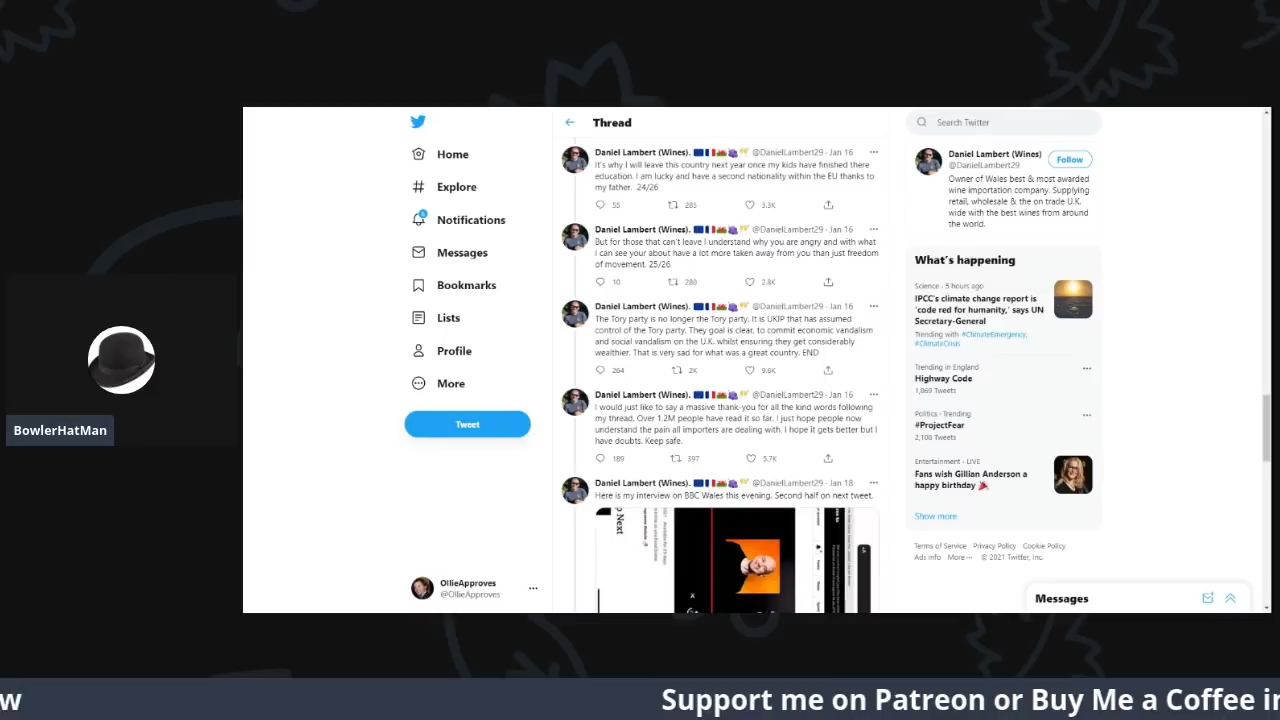 Home
Explore
Notifications
Messages
Bookmarks
Lists
Profile
More
Tweet
OllieApproves
@OllieApproves
BowlerHatMan
Thread
Daniel Lambert (Wines). @DanielLambert29 · Jan 16
It's why I will leave this country next year once my kids have finished there
education. I am lucky and have a second nationality within the EU thanks to
my father. 24/26
55 285 3.3K
Daniel Lambert (Wines). @DanielLambert29 · Jan 16
But for those that can't leave I understand why you are angry and with what
I can see your about have a lot more taken away from you than just freedom
of movement. 25/26
10 280 2.8K
Daniel Lambert (Wines). @DanielLambert29 · Jan 16
The Tory party is no longer the Tory party. It is UKIP that has assumed
control of the Tory party. They goal is clear, to commit economic vandalism
and social vandalism on the U.K. whilst ensuring they get considerably
wealthier. That is very sad for what was a great country. END
264 2K 9.6K
Daniel Lambert (Wines). @DanielLambert29 · Jan 16
I would just like to say a massive thank-you for all the kind words following
my thread. Over 1.2M people have read it so far. I just hope people now
understand the pain all importers are dealing with. I hope it gets better but I
have doubts. Keep safe.
189 397 5.7K
Daniel Lambert (Wines). @DanielLambert29 · Jan 18
Here is my interview on BBC Wales this evening. Second half on next tweet.
p Next
Search Twitter
Daniel Lambert (Wines)
@DanielLambert29
Follow
Owner of Wales best & most awarded
wine importation company. Supplying
retail, wholesale & the on trade U.K.
wide with the best wines from around
the world.
What's happening
Science · 5 hours ago
IPCC's climate change report is
'code red for humanity,' says UN
Secretary-General
Trending with #ClimateEmergency,
#ClimateCrisis
Trending in England
Highway Code
1,869 Tweets
Politics · Trending
#ProjectFear
2,108 Tweets
Entertainment · LIVE
Fans wish Gillian Anderson a
happy birthday 🎉
Show more
Terms of Service Privacy Policy Cookie Policy
Ads info More ··· © 2021 Twitter, Inc.
Messages
w
Support me on Patreon or Buy Me a Coffee i